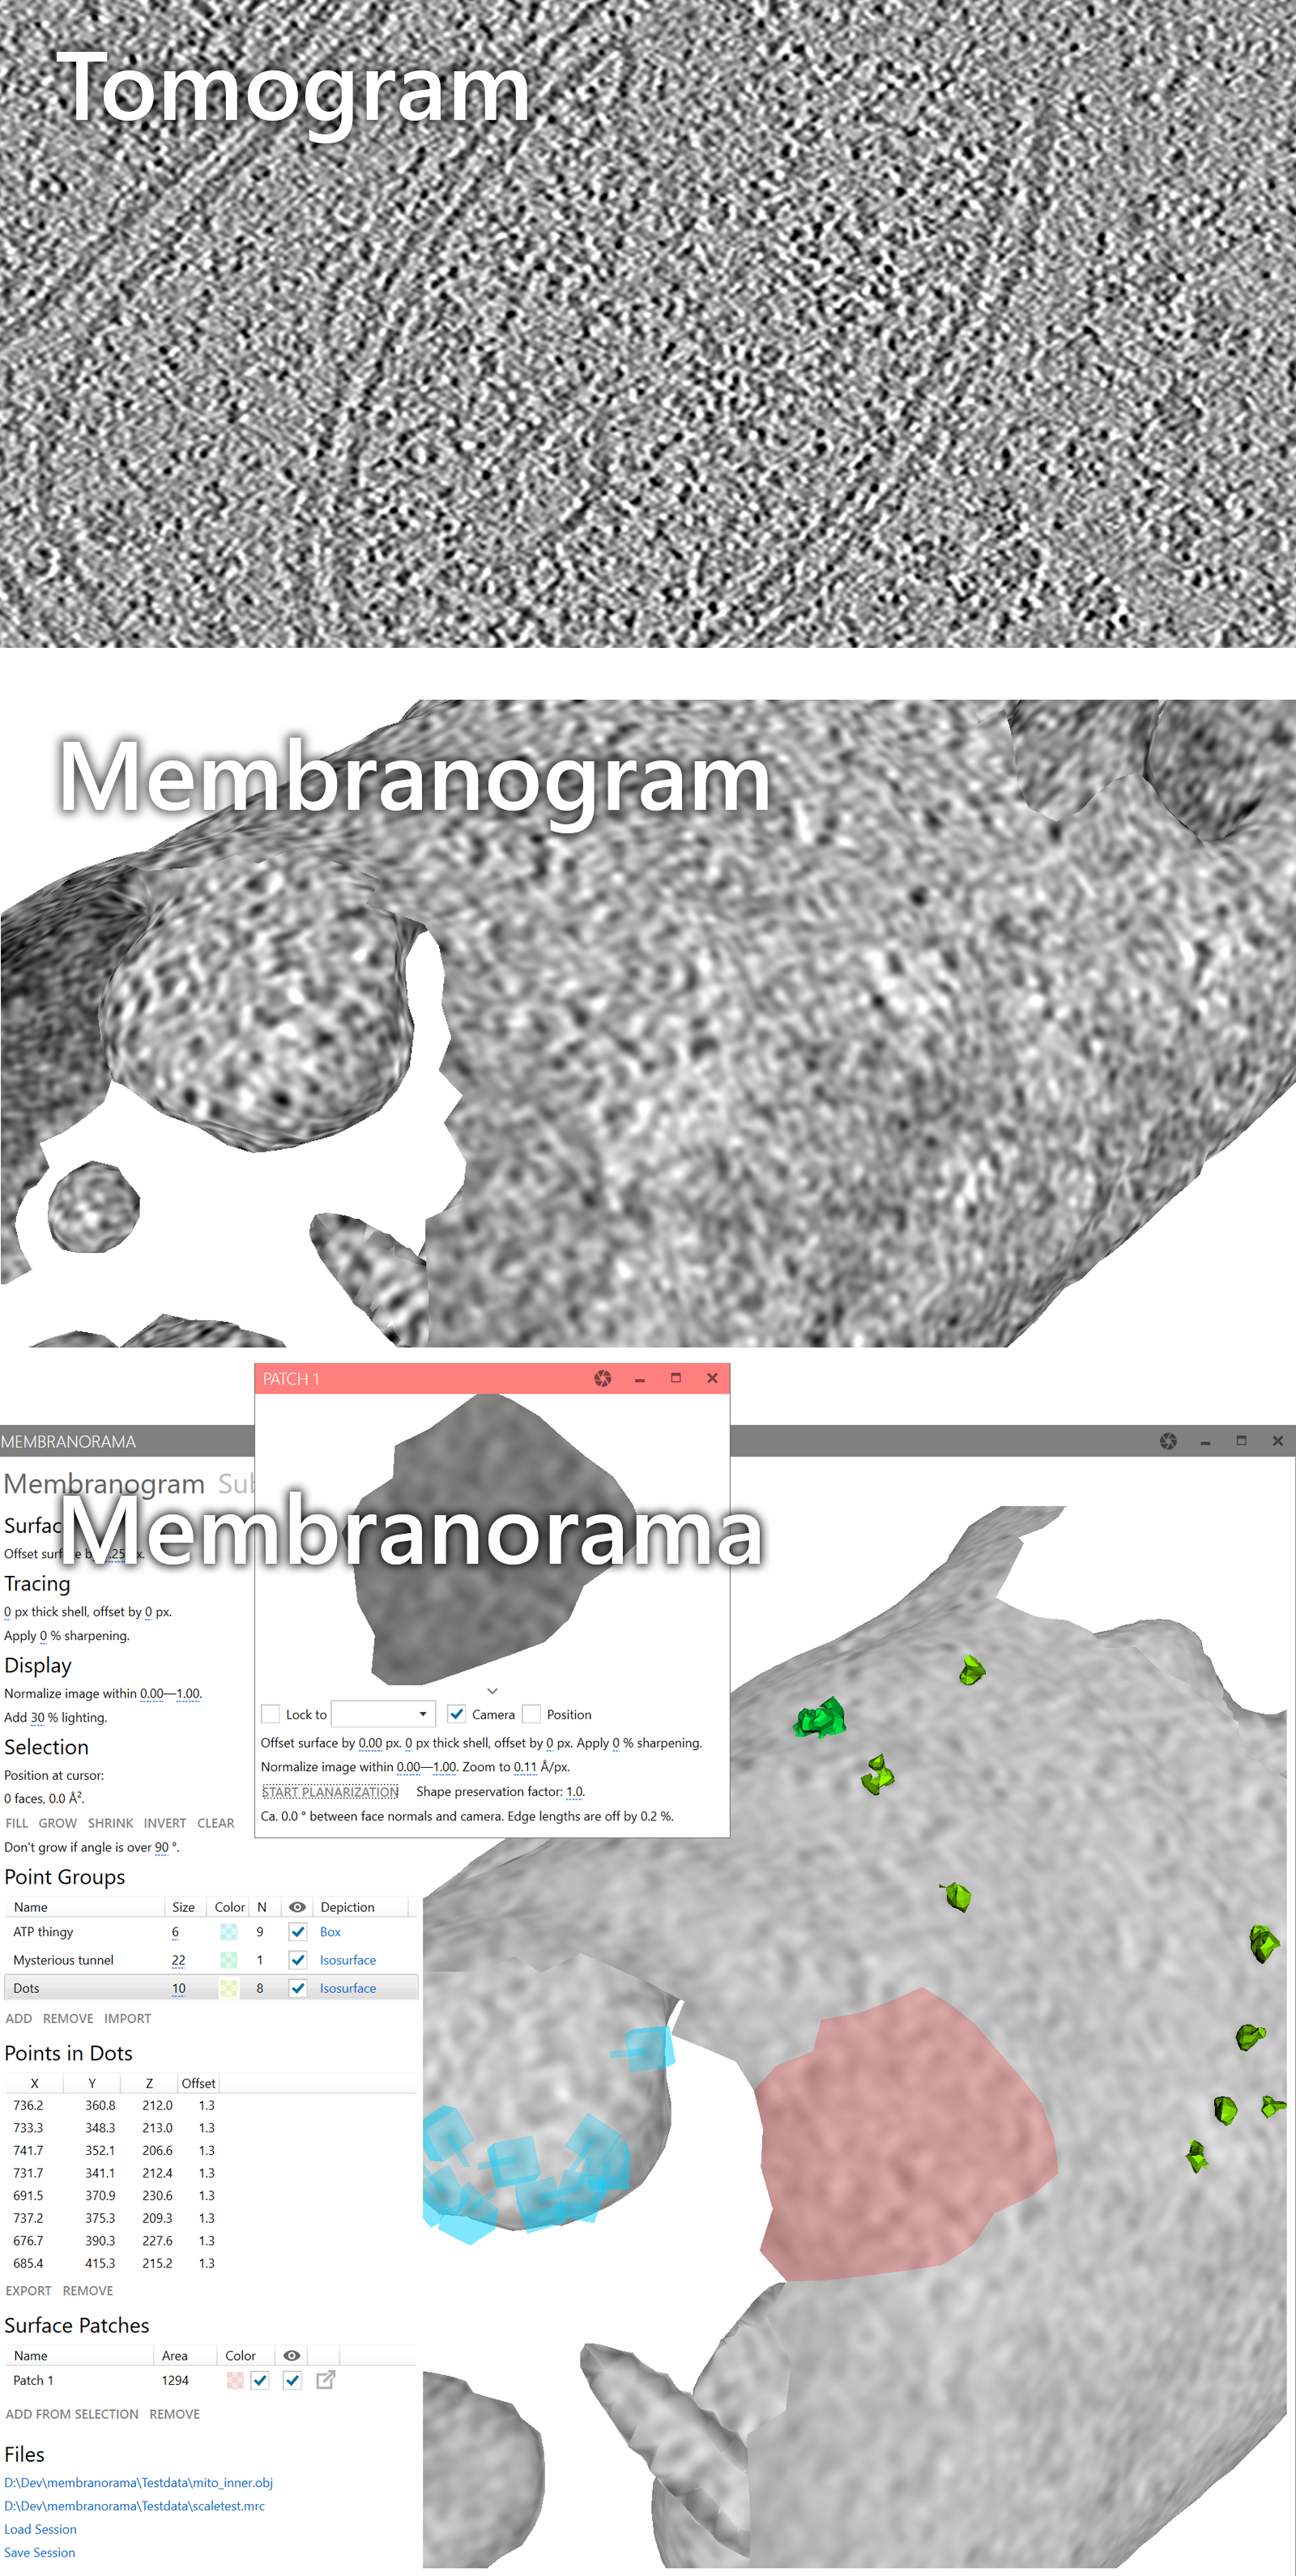 Tomogram
Membranogram
PATCH 1
MEMBRANORAMA
Membranogram
Membranorama
Tracing
0 px thick shell, offset by 0 px.
Apply 0 % sharpening.
Display
Normalize image within 0.00—1.00.
Add 30 % lighting.
Selection
Position at cursor:
0 faces, 0.0 Å².
FILL GROW SHRINK INVERT CLEAR
Don't grow if angle is over 90 °.
Lock to Camera Position
Offset surface by 0.00 px. 0 px thick shell, offset by 0 px. Apply 0 % sharpening.
Normalize image within 0.00—1.00. Zoom to 0.11 Å/px.
START PLANARIZATION Shape preservation factor: 1.0.
Ca. 0.0 ° between face normals and camera. Edge lengths are off by 0.2 %.
Point Groups
Name Size Color N Depiction
ATP thingy 6 9 Box
Mysterious tunnel 22 1 Isosurface
Dots 10 8 Isosurface
ADD REMOVE IMPORT
Points in Dots
X Y Z Offset
736.2 360.8 212.0 1.3
733.3 348.3 213.0 1.3
741.7 352.1 206.6 1.3
731.7 341.1 212.4 1.3
691.5 370.9 230.6 1.3
737.2 375.3 209.3 1.3
676.7 390.3 227.6 1.3
685.4 415.3 215.2 1.3
EXPORT REMOVE
Surface Patches
Name Area Color
Patch 1 1294
ADD FROM SELECTION REMOVE
Files
D:\Dev\membranorama\Testdata\mito_inner.obj
D:\Dev\membranorama\Testdata\scaletest.mrc
Load Session
Save Session